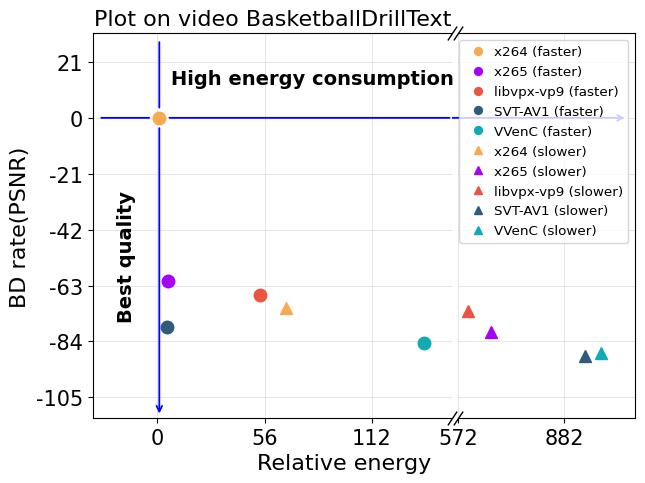 Plot on video BasketballDrillText
High energy consumption
Best quality
BD rate(PSNR)
21
0
-21
-42
-63
-84
-105
0 56 112 572 882
Relative energy
x264 (faster)
x265 (faster)
libvpx-vp9 (faster)
SVT-AV1 (faster)
VVenC (faster)
x264 (slower)
x265 (slower)
libvpx-vp9 (slower)
SVT-AV1 (slower)
VVenC (slower)